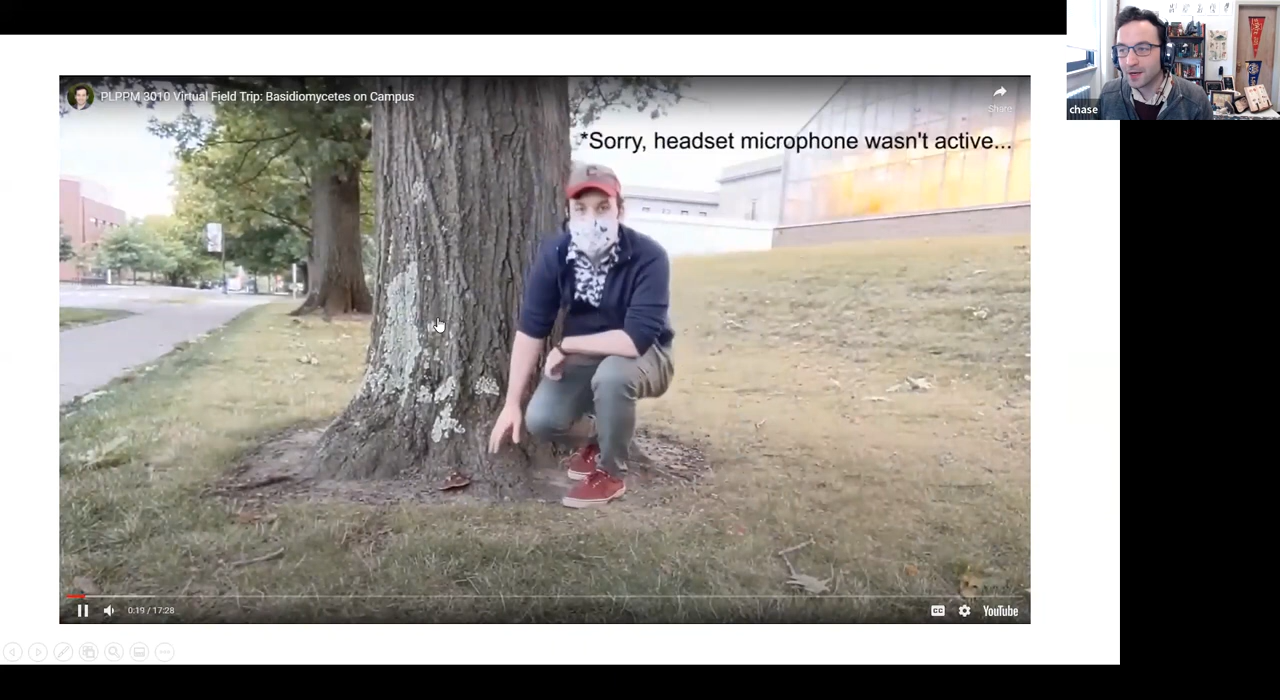 PLPPM 3010 Virtual Field Trip: Basidiomycetes on Campus
Share
*Sorry, headset microphone wasn't active...
C
chase
0:19 / 17:28
CC
YouTube